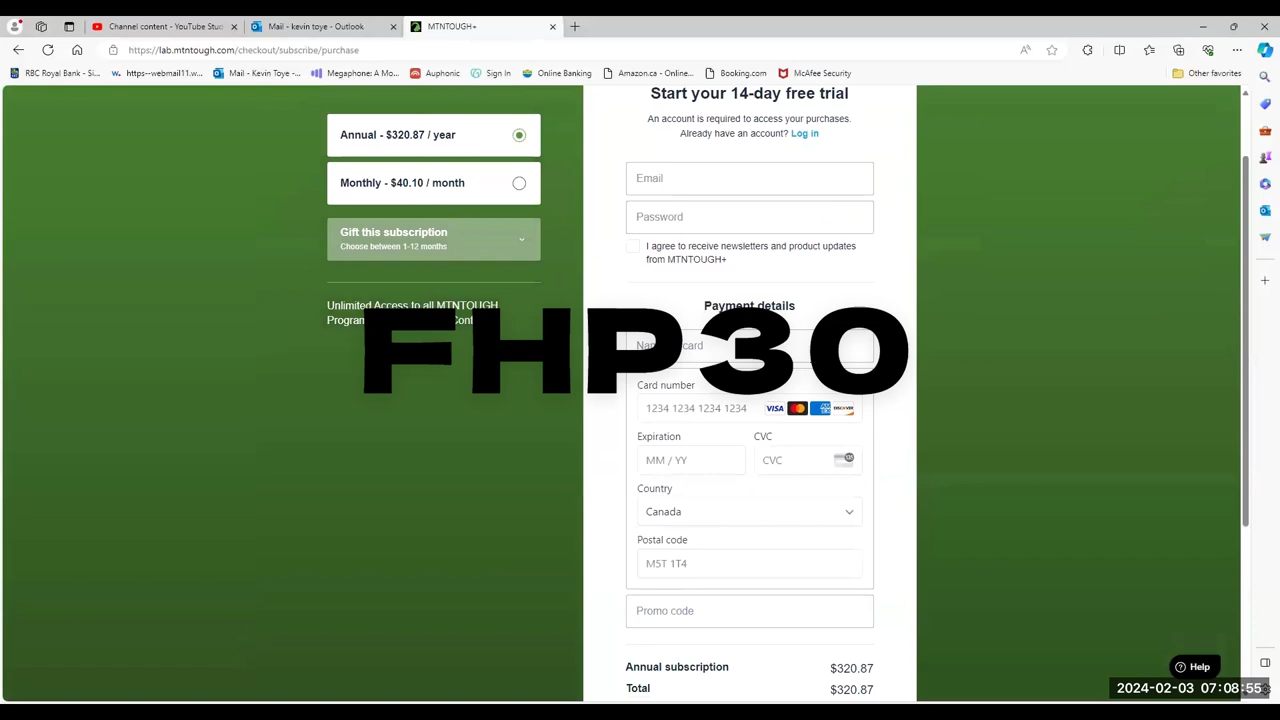 Channel content - YouTube Stud
Mail - kevin toye - Outlook
MTNTOUGH+
https://lab.mtntough.com/checkout/subscribe/purchase
RBC Royal Bank - Si...
https--webmail11.w...
Mail - Kevin Toye -...
Megaphone: A Mo...
Auphonic
Sign In
Online Banking
Amazon.ca - Online...
Booking.com
McAfee Security
Other favorites
Annual - $320.87 / year
Monthly - $40.10 / month
Gift this subscription
Choose between 1-12 months
Unlimited Access to all MTNTOUGH
Start your 14-day free trial
An account is required to access your purchases.
Already have an account? Log in
Email
Password
I agree to receive newsletters and product updates
from MTNTOUGH+
Payment details
FHP30
Card number
1234 1234 1234 1234
VISA
DISCOVER
Expiration
CVC
MM / YY
CVC
Country
Canada
Postal code
M5T 1T4
Promo code
Annual subscription
$320.87
Total
$320.87
Help
2024-02-03 07:08:55